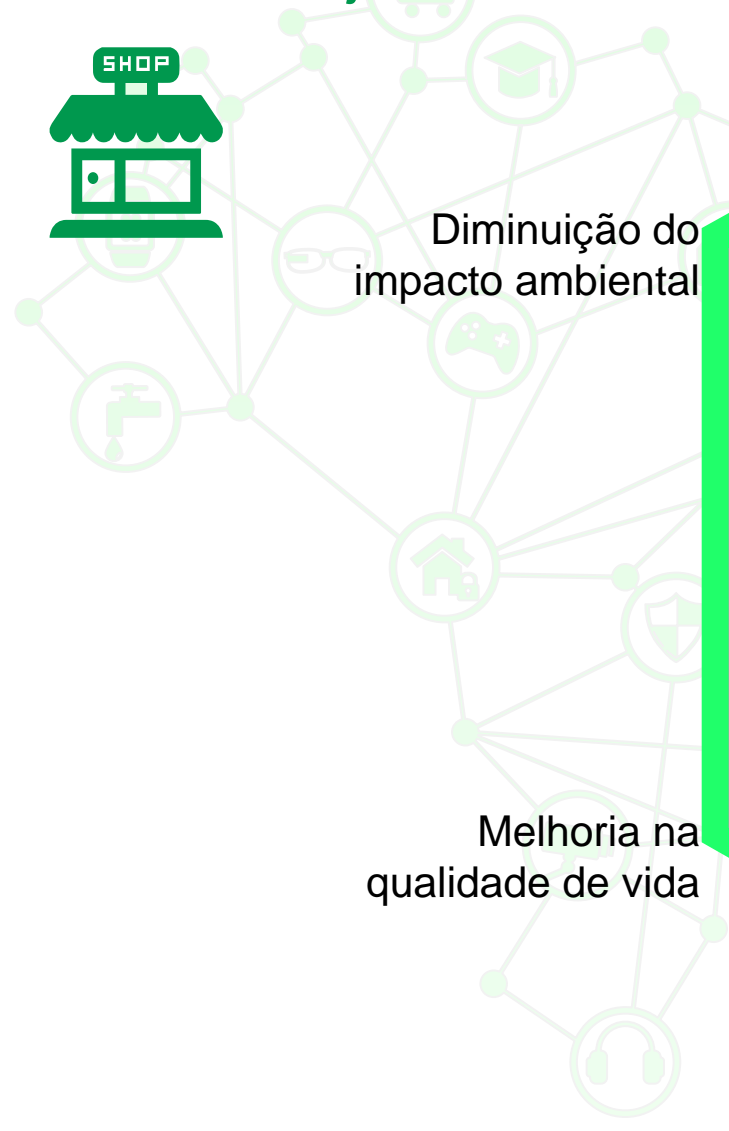 SHOP
Diminuição do
impacto ambiental
Melhoria na
qualidade de vida